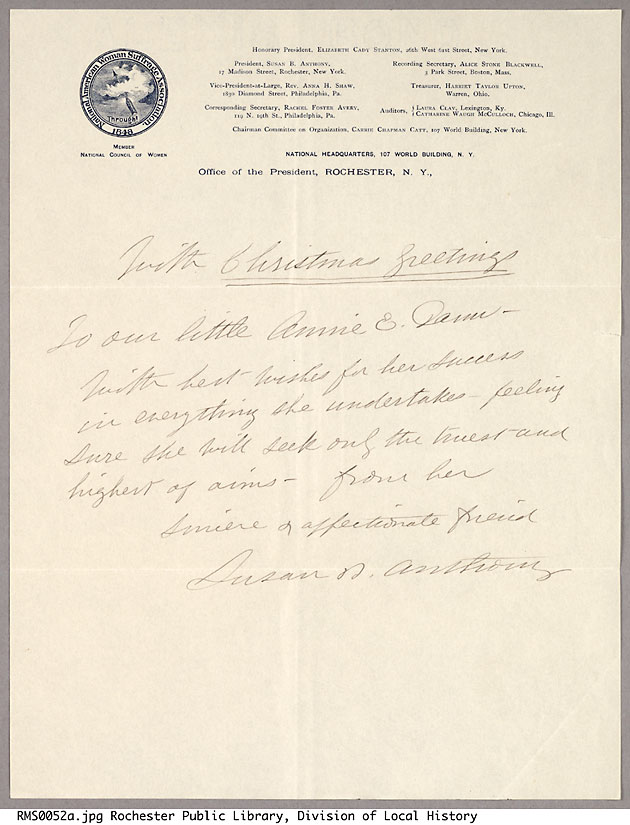 Honorary President, ELIZABETH CADY STANTON, 26th West 61st Street, New York.
President, SUSAN B. ANTHONY,
17 Madison Street, Rochester, New York.
Recording Secretary, ALICE STONE BLACKWELL,
3 Park Street, Boston, Mass.
Vice-President-at-Large, REV. ANNA H. SHAW,
1830 Diamond Street, Philadelphia, Pa.
Treasurer, HARRIET TAYLOR UPTON,
Warren, Ohio.
Corresponding Secretary, RACHEL FOSTER AVERY,
119 N. 19th St., Philadelphia, Pa.
Auditors, { LAURA CLAY, Lexington, Ky.
CATHARINE WAUGH MCCULLOCH, Chicago, Ill.
Chairman Committee on Organization, CARRIE CHAPMAN CATT, 107 World Building, New York.
National American Woman Suffrage Association
Through
1848
MEMBER
NATIONAL COUNCIL OF WOMEN
NATIONAL HEADQUARTERS, 107 WORLD BUILDING, N. Y.
Office of the President, ROCHESTER, N. Y.,
With Christmas Greetings
To our little Annie E. Dann -
With best wishes for her success
in everything she undertakes - feeling
sure she will seek only the truest and
highest of aims - from her
sincere & affectionate friend
Susan B. Anthony
RMS0052a.jpg Rochester Public Library, Division of Local History